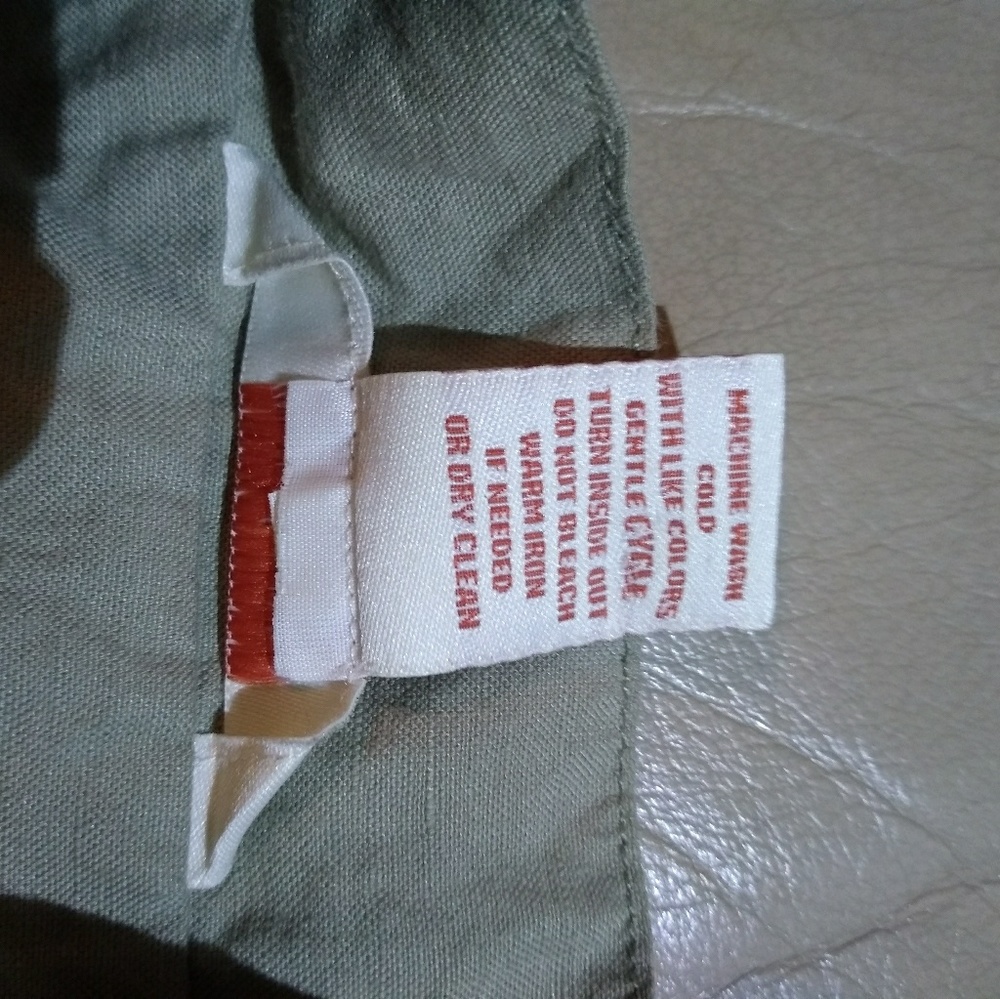 MACHINE WASH
COLD
WITH LIKE COLORS
GENTLE CYCLE
TURN INSIDE OUT
DO NOT BLEACH
WARM IRON
IF NEEDED
OR DRY CLEAN